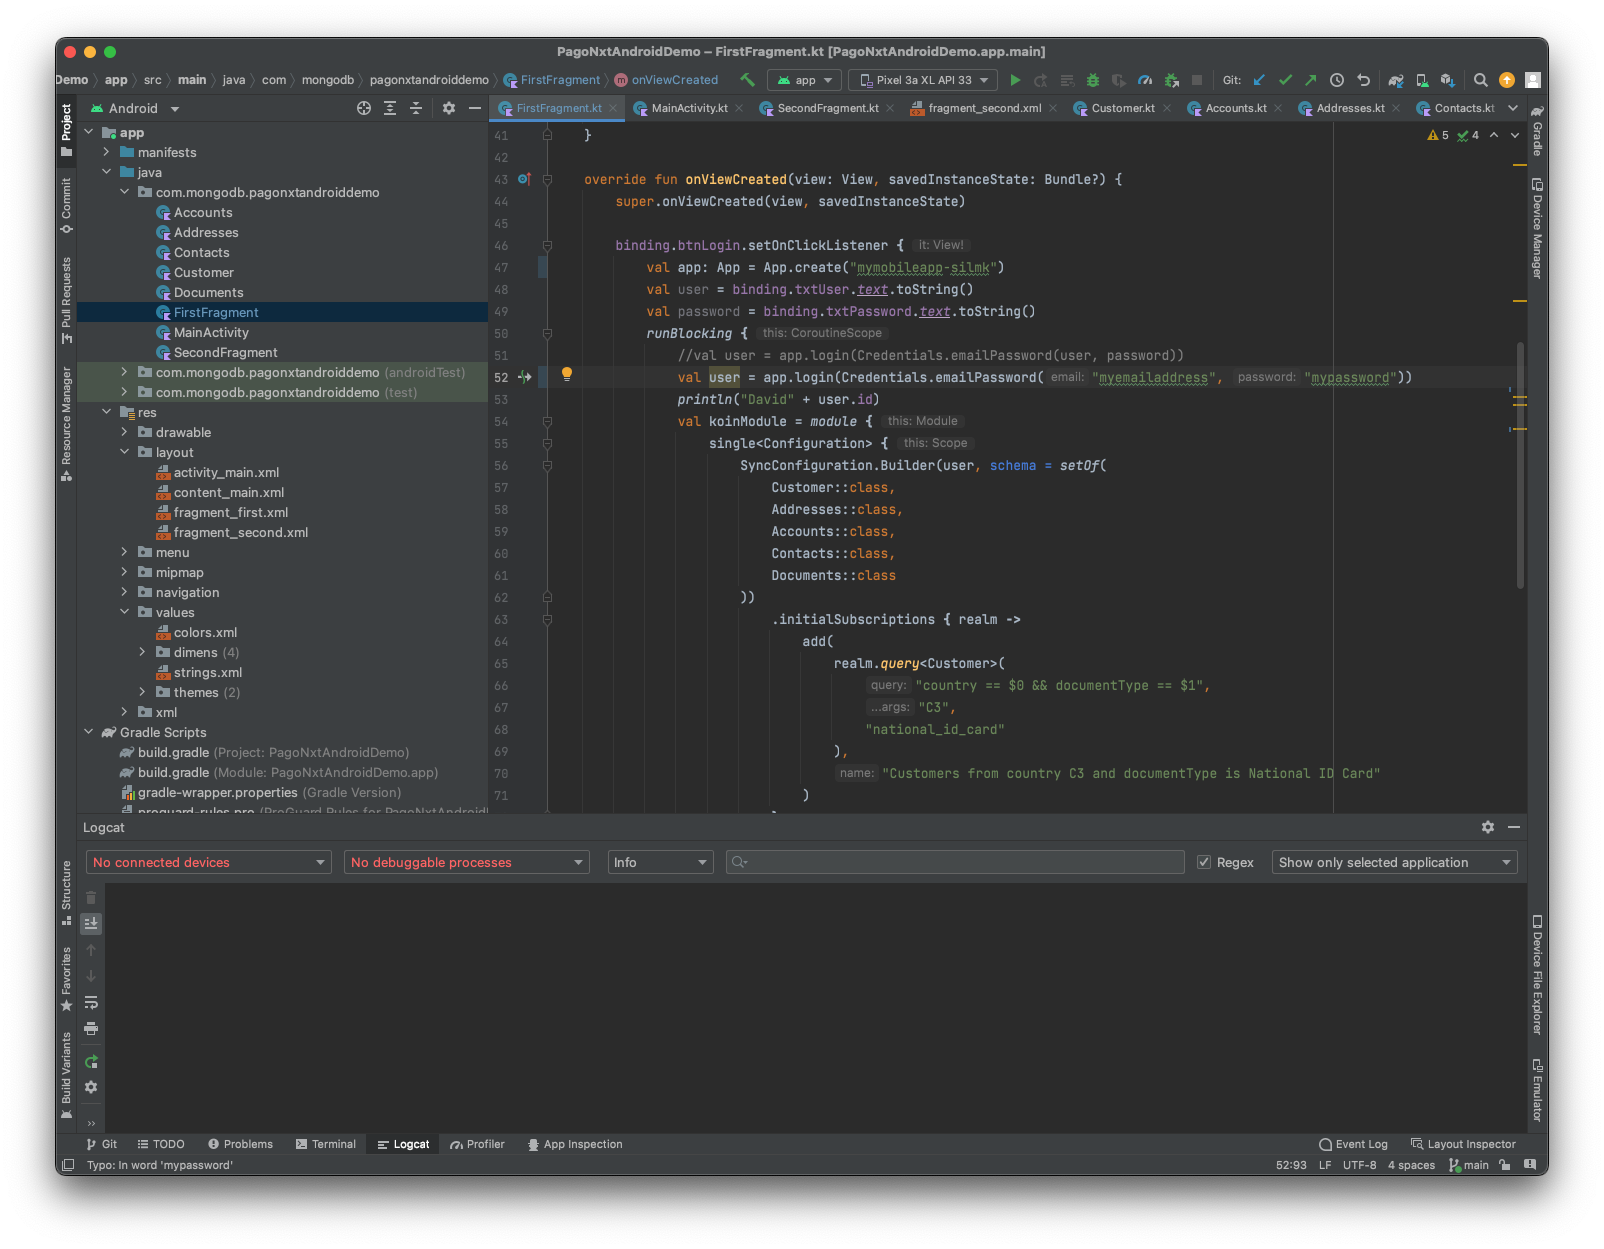 PagoNxtAndroidDemo – FirstFragment.kt [PagoNxtAndroidDemo.app.main]
Demo app src main java com mongodb pagonxtandroiddemo FirstFragment m onViewCreated app Pixel 3a XL API 33 Git:
Project
Commit
Pull Requests
Resource Manager
Structure
Favorites
Build Variants
Android
app
manifests
java
com.mongodb.pagonxtandroiddemo
Accounts
Addresses
Contacts
Customer
Documents
FirstFragment
MainActivity
SecondFragment
com.mongodb.pagonxtandroiddemo (androidTest)
com.mongodb.pagonxtandroiddemo (test)
res
drawable
layout
activity_main.xml
content_main.xml
fragment_first.xml
fragment_second.xml
menu
mipmap
navigation
values
colors.xml
dimens (4)
strings.xml
themes (2)
xml
Gradle Scripts
build.gradle (Project: PagoNxtAndroidDemo)
build.gradle (Module: PagoNxtAndroidDemo.app)
gradle-wrapper.properties (Gradle Version)
proguard-rules.pro (ProGuard Rules for PagoNxtAndroid
FirstFragment.kt MainActivity.kt SecondFragment.kt fragment_second.xml Customer.kt Accounts.kt Addresses.kt Contacts.kt
5 4
41 }
42
43 override fun onViewCreated(view: View, savedInstanceState: Bundle?) {
44 super.onViewCreated(view, savedInstanceState)
45
46 binding.btnLogin.setOnClickListener { it: View!
47 val app: App = App.create("mymobileapp-silmk")
48 val user = binding.txtUser.text.toString()
49 val password = binding.txtPassword.text.toString()
50 runBlocking { this: CoroutineScope
51 //val user = app.login(Credentials.emailPassword(user, password))
52 val user = app.login(Credentials.emailPassword( email: "myemailaddress", password: "mypassword"))
53 println("David" + user.id)
54 val koinModule = module { this: Module
55 single<Configuration> { this: Scope
56 SyncConfiguration.Builder(user, schema = setOf(
57 Customer::class,
58 Addresses::class,
59 Accounts::class,
60 Contacts::class,
61 Documents::class
62 ))
63 .initialSubscriptions { realm ->
64 add(
65 realm.query<Customer>(
66 query: "country == $0 && documentType == $1",
67 ...args: "C3",
68 "national_id_card"
69 ),
70 name: "Customers from country C3 and documentType is National ID Card"
71 )
Gradle
Device Manager
Device File Explorer
Emulator
Logcat
No connected devices No debuggable processes Info Regex Show only selected application
Git TODO Problems Terminal Logcat Profiler App Inspection Event Log Layout Inspector
Typo: In word 'mypassword' 52:93 LF UTF-8 4 spaces main